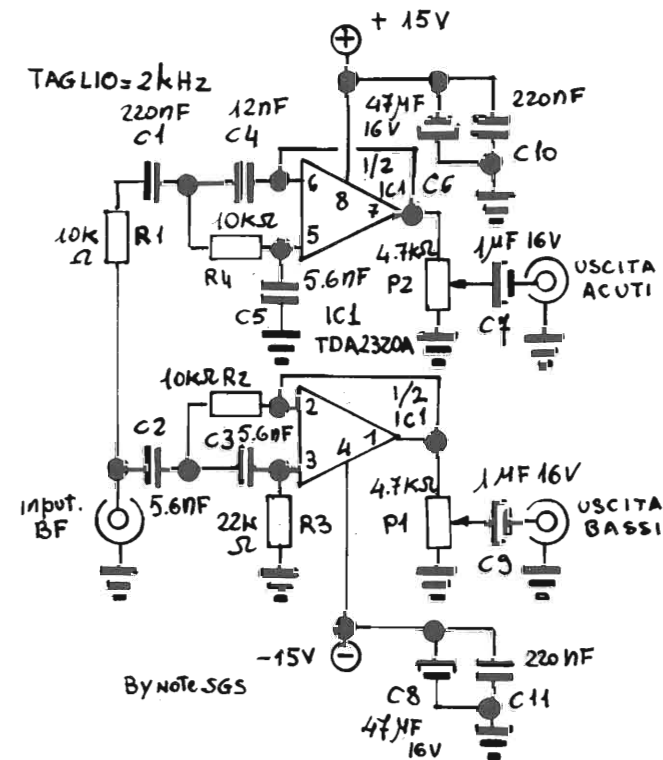 + 15V
TAGLIO=2kHz
220nF
C1
12nF
C4
47µF
16V
220nF
C10
C6
1/2
IC1
6
8
7
5
10KΩ
R4
10K
Ω
R1
5.6nF
C5
IC1
TDA2320A
4.7KΩ
P2
1µF 16V
C7
USCITA
ACUTI
10KΩ R2
C2
5.6nF
C3
5.6nF
2
3
4
1
1/2
IC1
22K
Ω
R3
input.
BF
4.7KΩ
P1
1µF 16V
C9
USCITA
BASSI
-15V
By NOTE SGS
C8
47µF
16V
220nF
C11